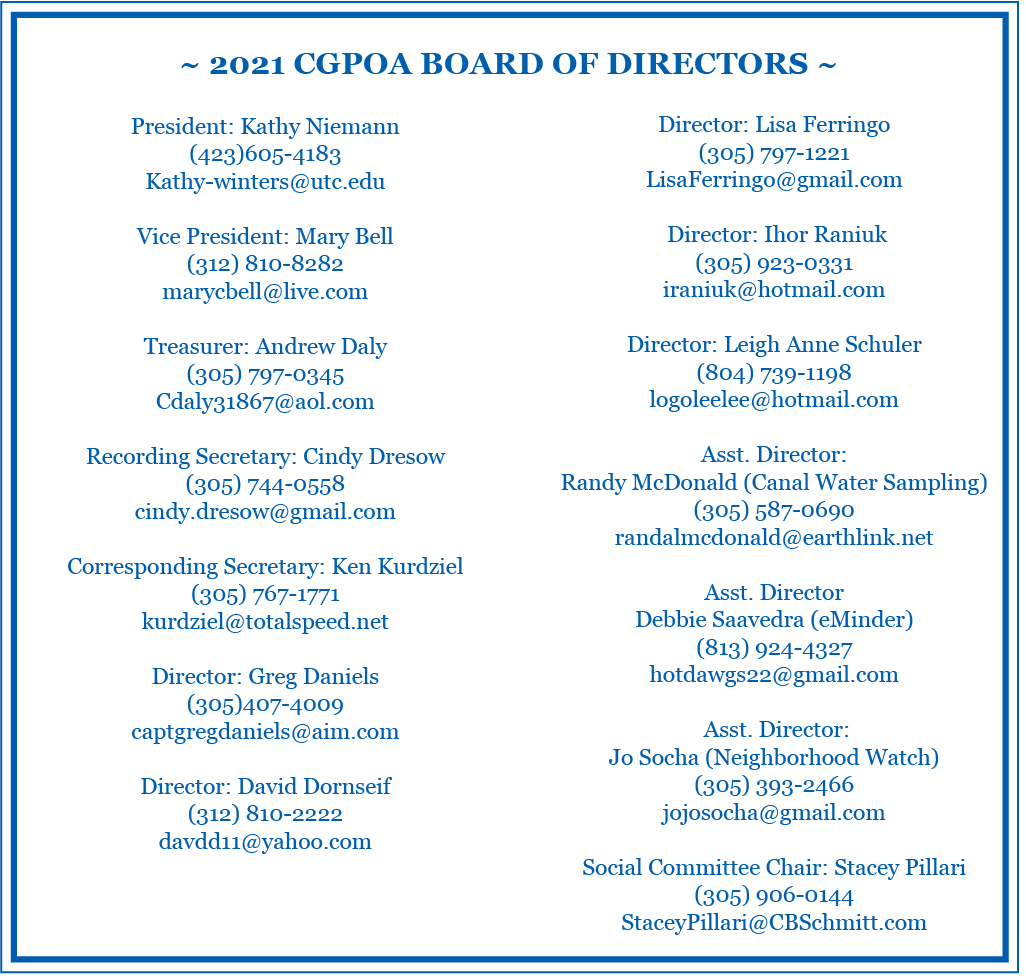 ~ 2021 CGPOA BOARD OF DIRECTORS ~
President: Kathy Niemann
(423)605-4183
Kathy-winters@utc.edu
Vice President: Mary Bell
(312) 810-8282
marycbell@live.com
Treasurer: Andrew Daly
(305) 797-0345
Cdaly31867@aol.com
Recording Secretary: Cindy Dresow
(305) 744-0558
cindy.dresow@gmail.com
Corresponding Secretary: Ken Kurdziel
(305) 767-1771
kurdziel@totalspeed.net
Director: Greg Daniels
(305)407-4009
captgregdaniels@aim.com
Director: David Dornseif
(312) 810-2222
davdd11@yahoo.com
Director: Lisa Ferringo
(305) 797-1221
LisaFerringo@gmail.com
Director: Ihor Raniuk
(305) 923-0331
iraniuk@hotmail.com
Director: Leigh Anne Schuler
(804) 739-1198
logoleelee@hotmail.com
Asst. Director:
Randy McDonald (Canal Water Sampling)
(305) 587-0690
randalmcdonald@earthlink.net
Asst. Director
Debbie Saavedra (eMinder)
(813) 924-4327
hotdawgs22@gmail.com
Asst. Director:
Jo Socha (Neighborhood Watch)
(305) 393-2466
jojosocha@gmail.com
Social Committee Chair: Stacey Pillari
(305) 906-0144
StaceyPillari@CBSchmitt.com